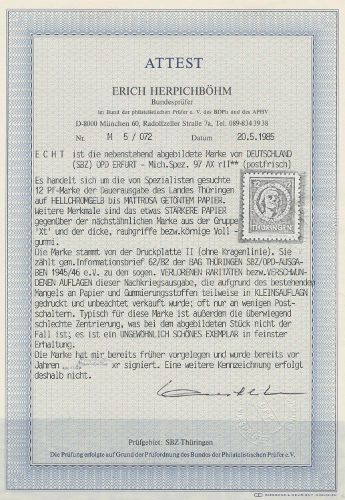 ATTEST
ERICH HERPICHBÖHM
Bundesprüfer
im Bund der philatelistischen Prüfer e. V. des BDPh und des APHV
D-8000 München 60, Radolfzeller Straße 7a, Tel. 089-8343938
Nr. M 5 / 072 Datum 20.5.1985
E C H T ist die nebenstehend abgebildete Marke von DEUTSCHLAND
(SBZ) OPD ERFURT - Mich.Spez. 97 AX (postfrisch)
Es handelt sich um die von Spezialisten gesuchte
12 Pf-Marke der Dauerausgabe des Landes Thüringen
auf HELLCHROMGELB bis MATTROSA GETÖNTEM PAPIER.
Weitere Merkmale sind das etwas STÄRKERE PAPIER
gegenüber der nächstähnlichen Marke aus der Gruppe
'Xt' und der dicke, rauhgriffe bzw.körnige Voll -
gummi.
THÜRINGEN
Die Marke stammt von der Druckplatte II (ohne Kragenlinie). Sie
zählt gem.Informationsbrief 62/82 der BAG THÜRINGEN SBZ/OPD-AUSGA-
BEN 1945/46 e.V. zu den sogen. VERLORENEN RARITÄTEN bzw.VERSCHWUN-
DENEN AUFLAGEN dieser Nachkriegsausgabe, die aufgrund des bestehenden
Mangels an Papier und Gummierungsstoffen teilweise in KLEINSAUFLAGEN
gedruckt und unbeachtet verkauft wurde; oft nur an wenigen Post-
schaltern. Typisch für diese Marke ist außerdem die überwiegend
schlechte Zentrierung, was bei dem abgebildeten Stück nicht der
Fall ist; es ist ein UNGEWÖHNLICH SCHÖNES EXEMPLAR in feinster
Erhaltung.
Die Marke hat mir bereits früher vorgelegen und wurde bereits vor
Jahren xr signiert. Eine weitere Kennzeichnung erfolgt
deshalb nicht.
Prüfgebiet: SBZ-Thüringen
Die Prüfung erfolgte auf Grund der Prüfordnung des Bundes der Philatelistischen Prüfer e.V.